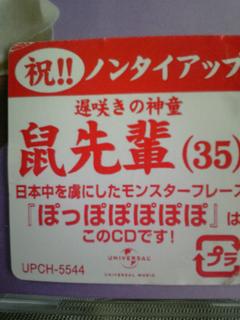 祝!! ノンタイアップ
遅咲きの神童
鼠先輩(35)
日本中を虜にしたモンスターフレーズ
『ぽっぽぽぽぽぽ』は
このCDです!
UNIVERSAL
UNIVERSAL MUSIC
UPCH-5544
プラ